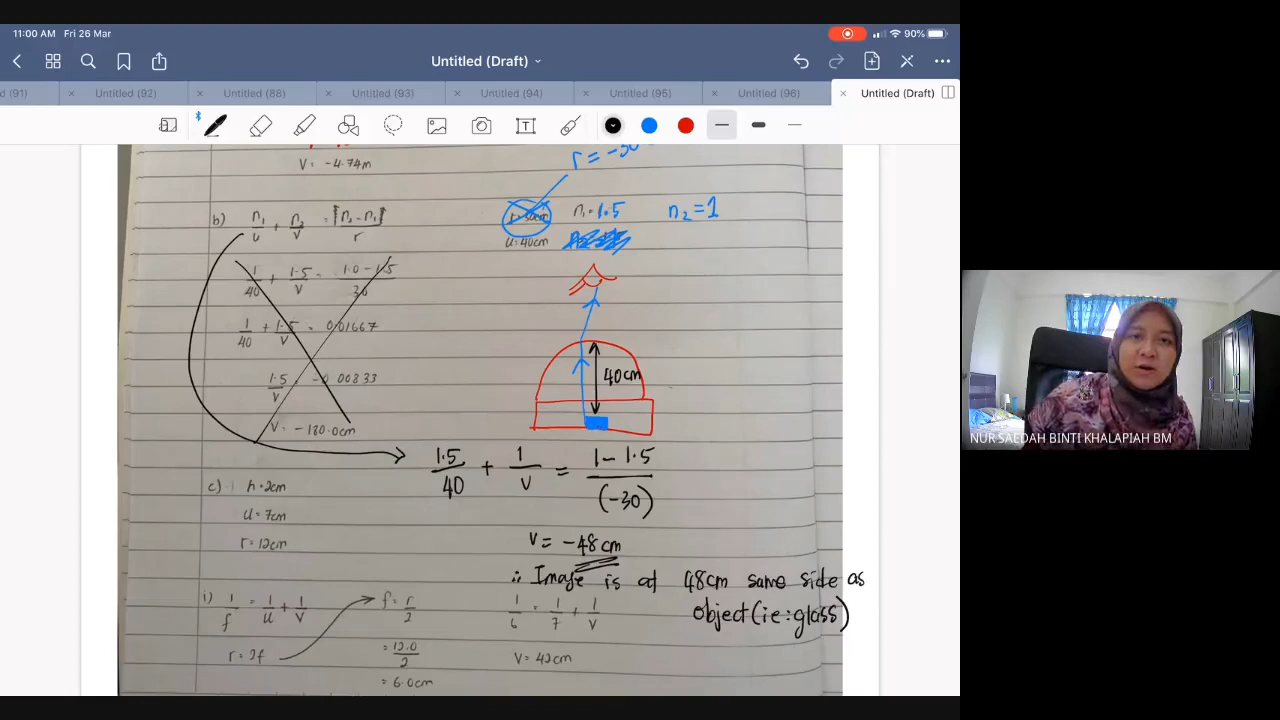 11:00 AM Fri 26 Mar
90%
Untitled (Draft)
d (91)
Untitled (92)
Untitled (88)
Untitled (93)
Untitled (94)
Untitled (95)
Untitled (96)
Untitled (Draft)
V = -4.74m
r = -30
b) n₁/u + n₂/v = |n₂-n₁|/r
n₁ = 1.5
n₂ = 1
u = 40cm
1/40 + 1.5/v = 1.0 - 1.5/30
1/40 + 1.5/v = 0.01667
1.5/v = -0.00833
V = -180.0cm
40cm
1.5/40 + 1/v = 1 - 1.5/(-30)
c) h = 2cm
u = 7cm
r = 12cm
V = -48cm
∴ Image is at 48cm same side as
object (ie: glass)
i) 1/f = 1/u + 1/v
f = r/2
1/6 = 1/7 + 1/v
r = 2f
= 12.0/2
V = 42cm
= 6.0cm
NUR SAEDAH BINTI KHALAPIAH BM